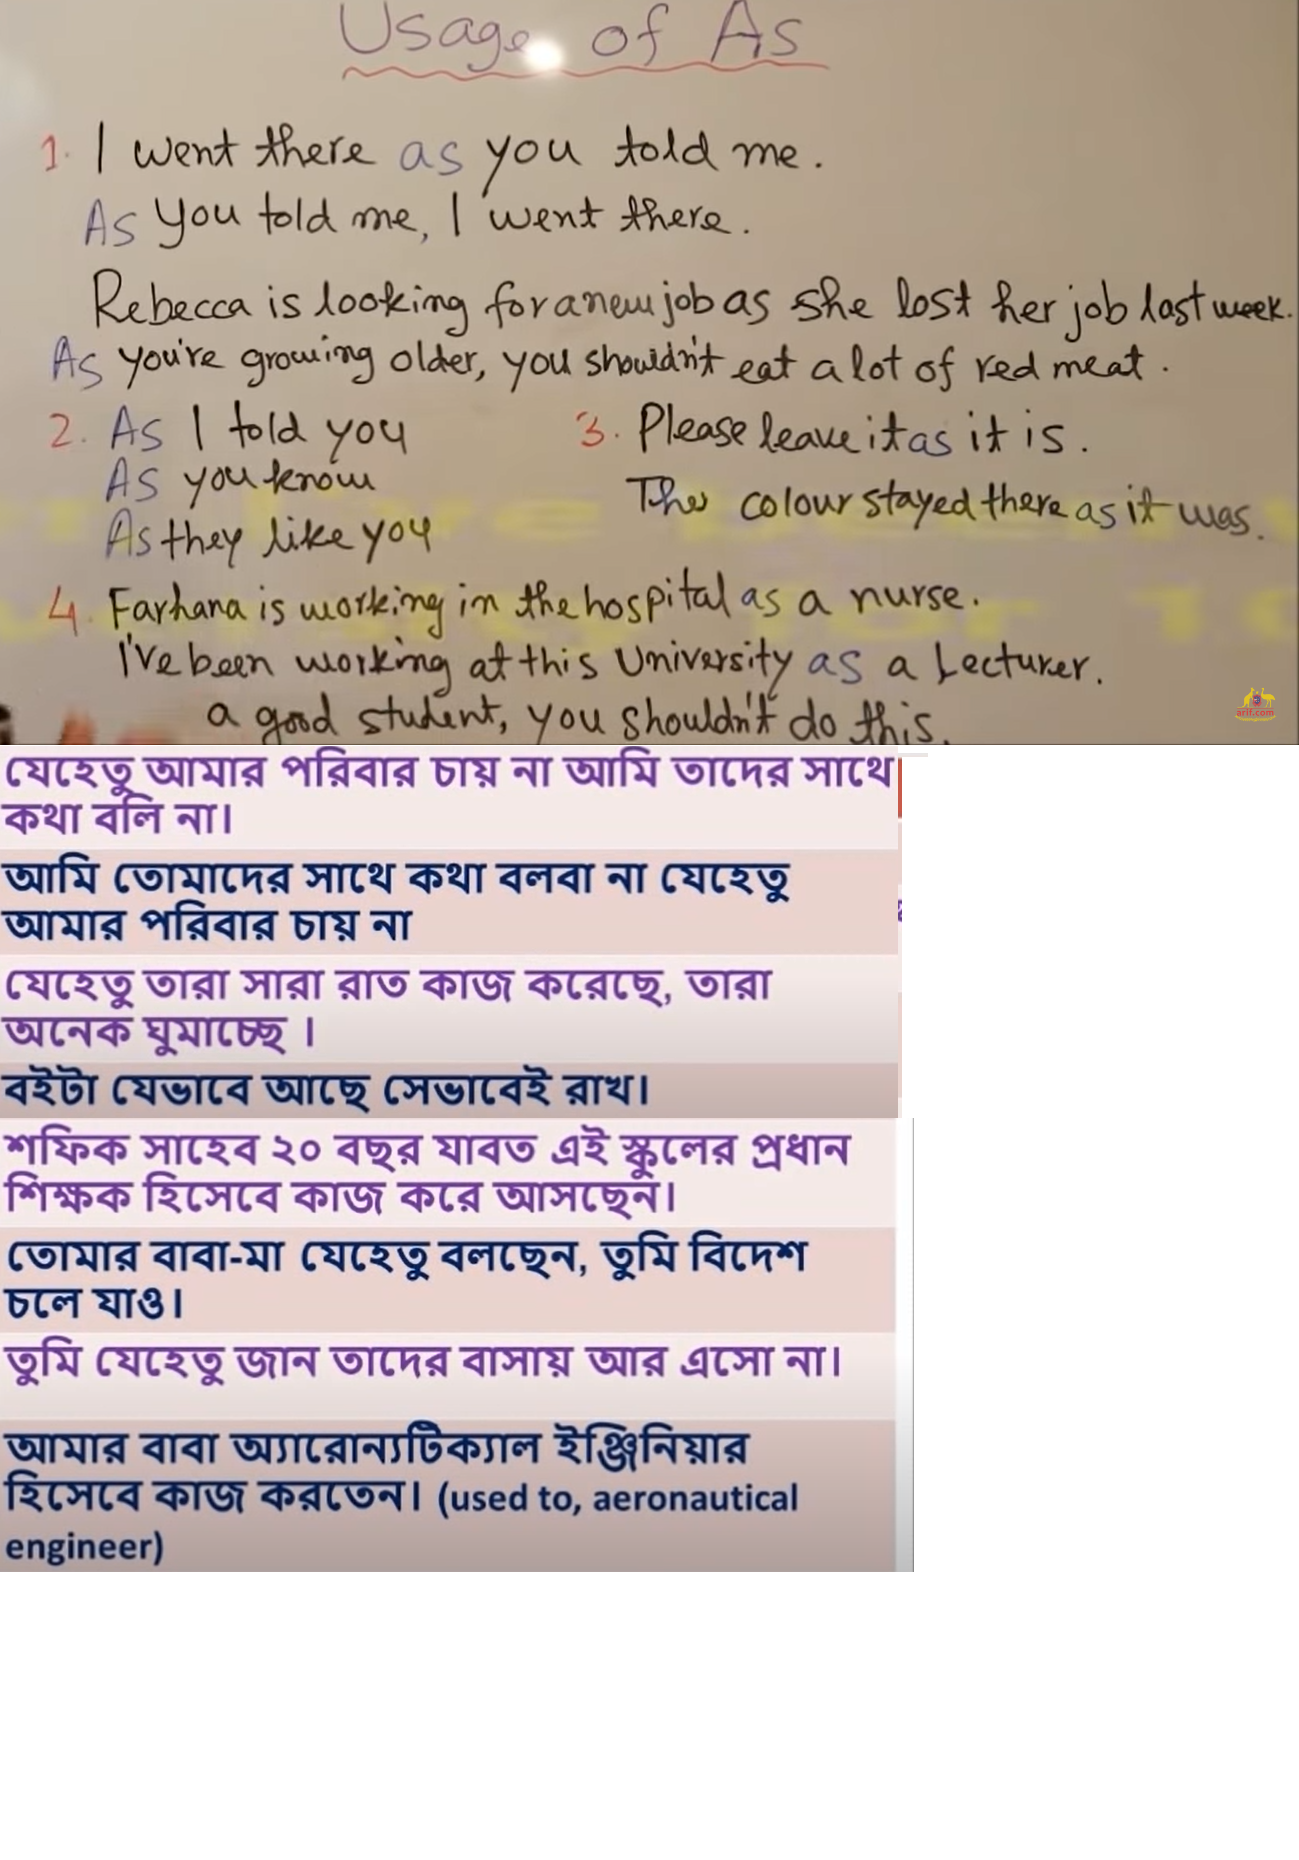 Usage of As
1. I went there as you told me.
As you told me, I went there.
Rebecca is looking for a new job as she lost her job last week.
As you're growing older, you shouldn't eat a lot of red meat.
2. As I told you
As you know
As they like you
3. Please leave it as it is.
The colour stayed there as it was.
4. Farhana is working in the hospital as a nurse.
I've been working at this University as a Lecturer.
a good student, you shouldn't do this.
arif.com
যেহেতু আমার পরিবার চায় না আমি তাদের সাথে
কথা বলি না।
আমি তোমাদের সাথে কথা বলবা না যেহেতু
আমার পরিবার চায় না
যেহেতু তারা সারা রাত কাজ করেছে, তারা
অনেক ঘুমাচ্ছে ।
বইটা যেভাবে আছে সেভাবেই রাখ।
শফিক সাহেব ২০ বছর যাবত এই স্কুলের প্রধান
শিক্ষক হিসেবে কাজ করে আসছেন।
তোমার বাবা-মা যেহেতু বলছেন, তুমি বিদেশ
চলে যাও।
তুমি যেহেতু জান তাদের বাসায় আর এসো না।
আমার বাবা অ্যারোন্যটিক্যাল ইঞ্জিনিয়ার
হিসেবে কাজ করতেন। (used to, aeronautical
engineer)